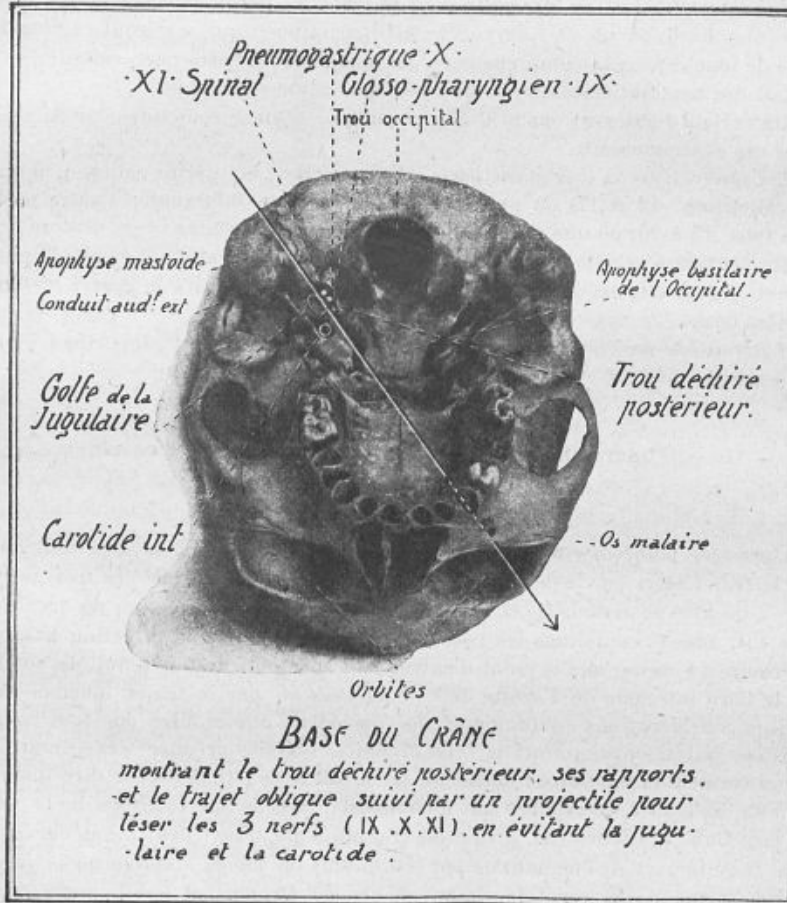 Pneumogastrique · X ·
· XI · Spinal
Glosso-pharyngien · IX ·
Trou occipital
Apophyse mastoïde
Conduit audf. ext
Apophyse basilaire
de l'Occipital.
Golfe de la
Jugulaire
Trou déchiré
postérieur.
Carotide int
Os malaire
Orbites
BASE DU CRÂNE
montrant le trou déchiré postérieur, ses rapports
et le trajet oblique suivi par un projectile pour
léser les 3 nerfs (IX . X . XI), en évitant la jugu-
-laire et la carotide .